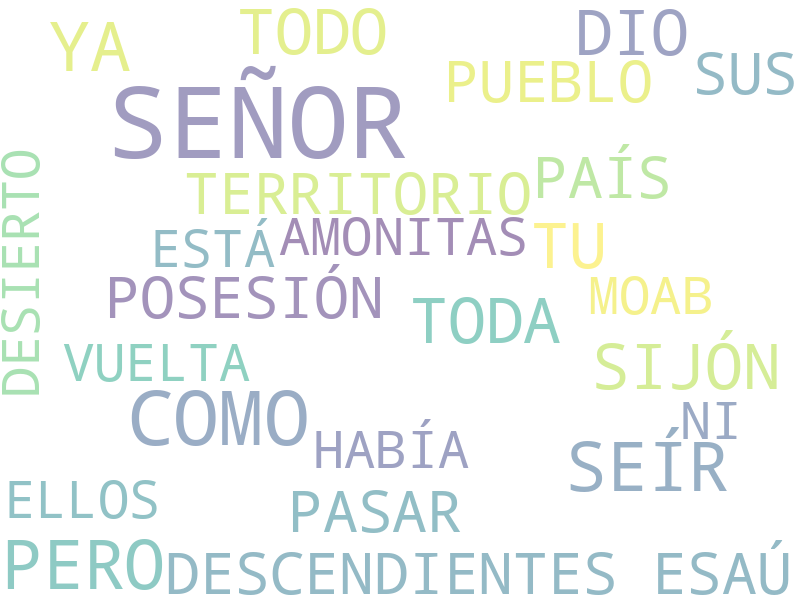 YA
TODO
DIO
PUEBLO
SUS
SEÑOR
TERRITORIO
PAÍS
DESIERTO
ESTÁ
AMONITAS
TU
POSESIÓN
TODA
MOAB
VUELTA
SIJÓN
COMO
NI
HABÍA
SEÍR
ELLOS
PASAR
PERO
DESCENDIENTES
ESAÚ